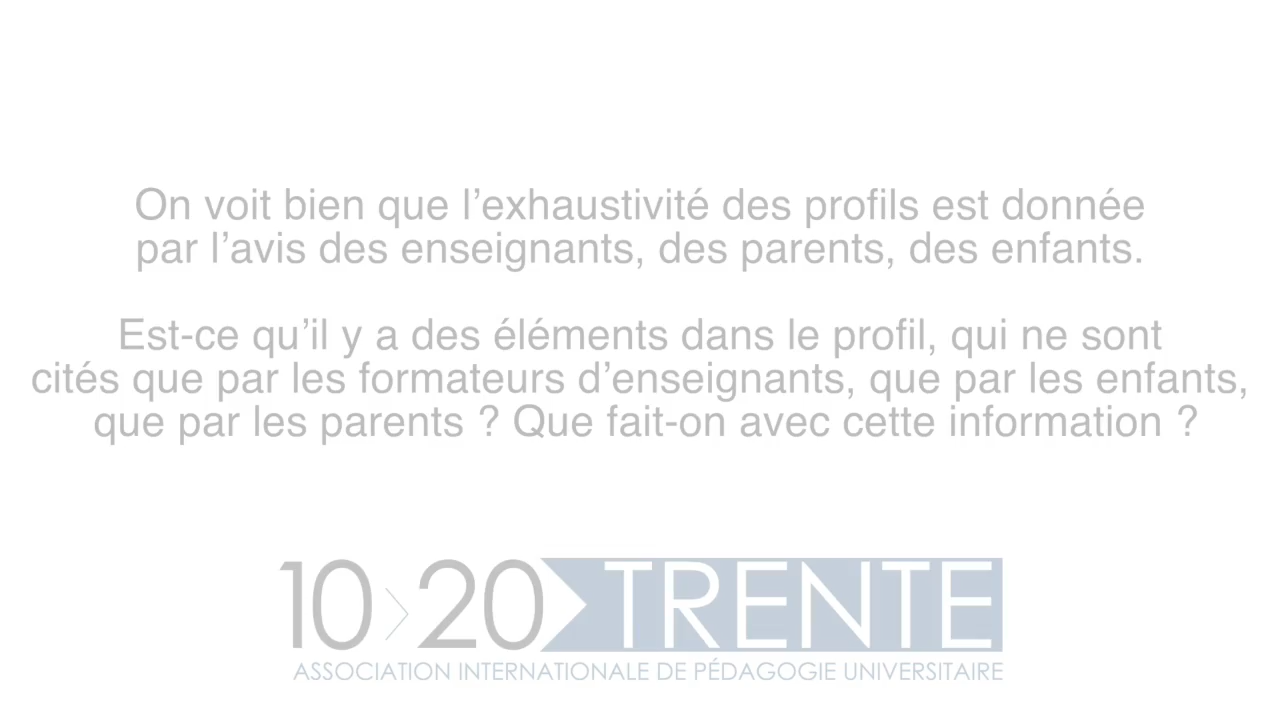 On voit bien que l’exhaustivité des profils est donnée
par l’avis des enseignants, des parents, des enfants.
Est-ce qu’il y a des éléments dans le profil, qui ne sont
cités que par les formateurs d’enseignants, que par les enfants,
que par les parents ? Que fait-on avec cette information ?
10>20 TRENTE
ASSOCIATION INTERNATIONALE DE PÉDAGOGIE UNIVERSITAIRE